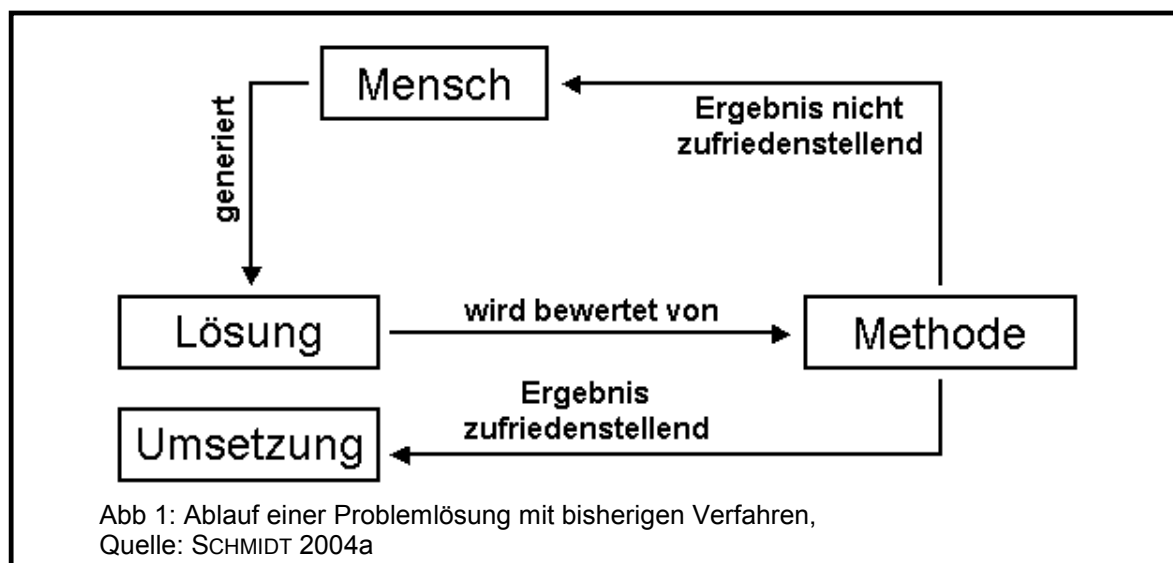 Mensch
generiert
Ergebnis nicht
zufriedenstellend
Lösung
wird bewertet von
Methode
Ergebnis
zufriedenstellend
Umsetzung
Abb 1: Ablauf einer Problemlösung mit bisherigen Verfahren,
Quelle: SCHMIDT 2004a